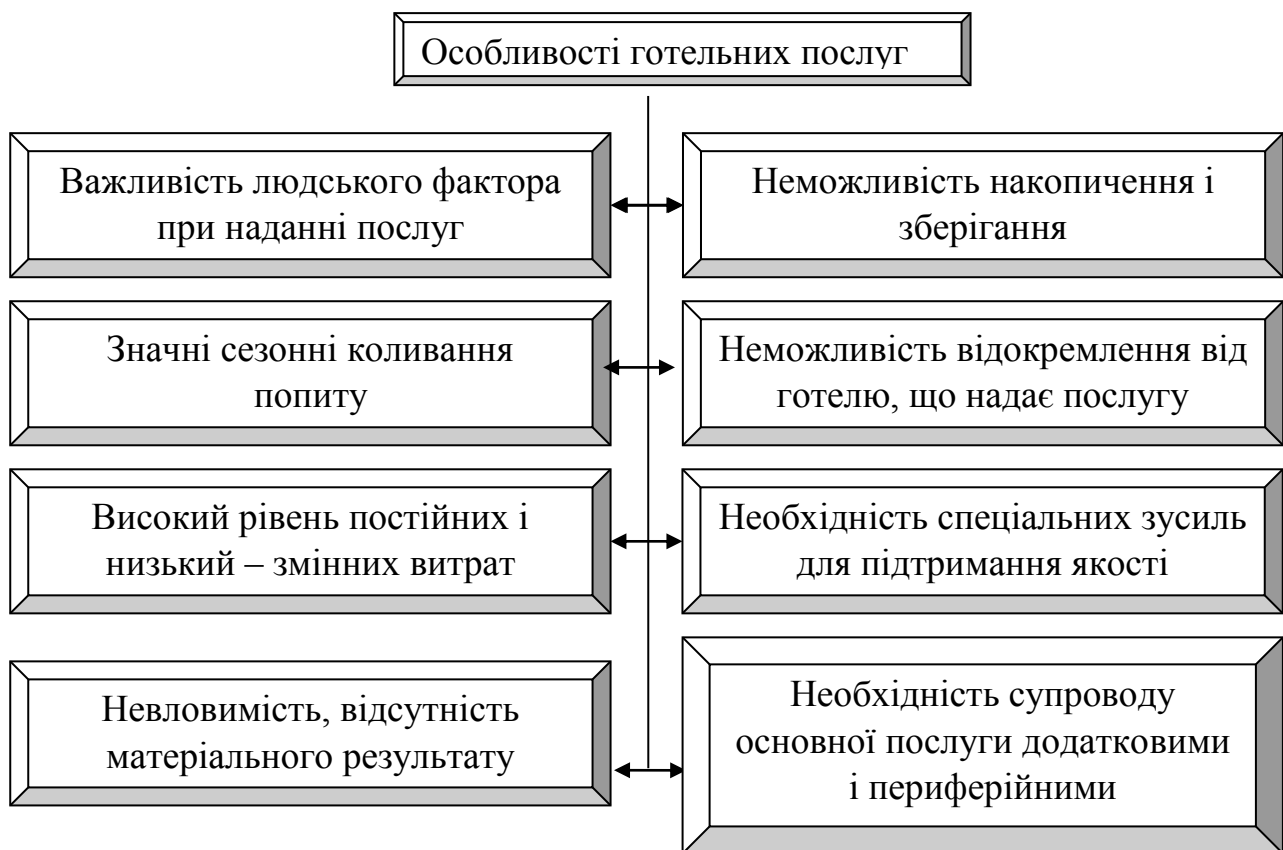 Особливості готельних послуг
Важливість людського фактора
при наданні послуг
Неможливість накопичення і
зберігання
Значні сезонні коливання
попиту
Неможливість відокремлення від
готелю, що надає послугу
Високий рівень постійних і
низький – змінних витрат
Необхідність спеціальних зусиль
для підтримання якості
Невловимість, відсутність
матеріального результату
Необхідність супроводу
основної послуги додатковими
і периферійними